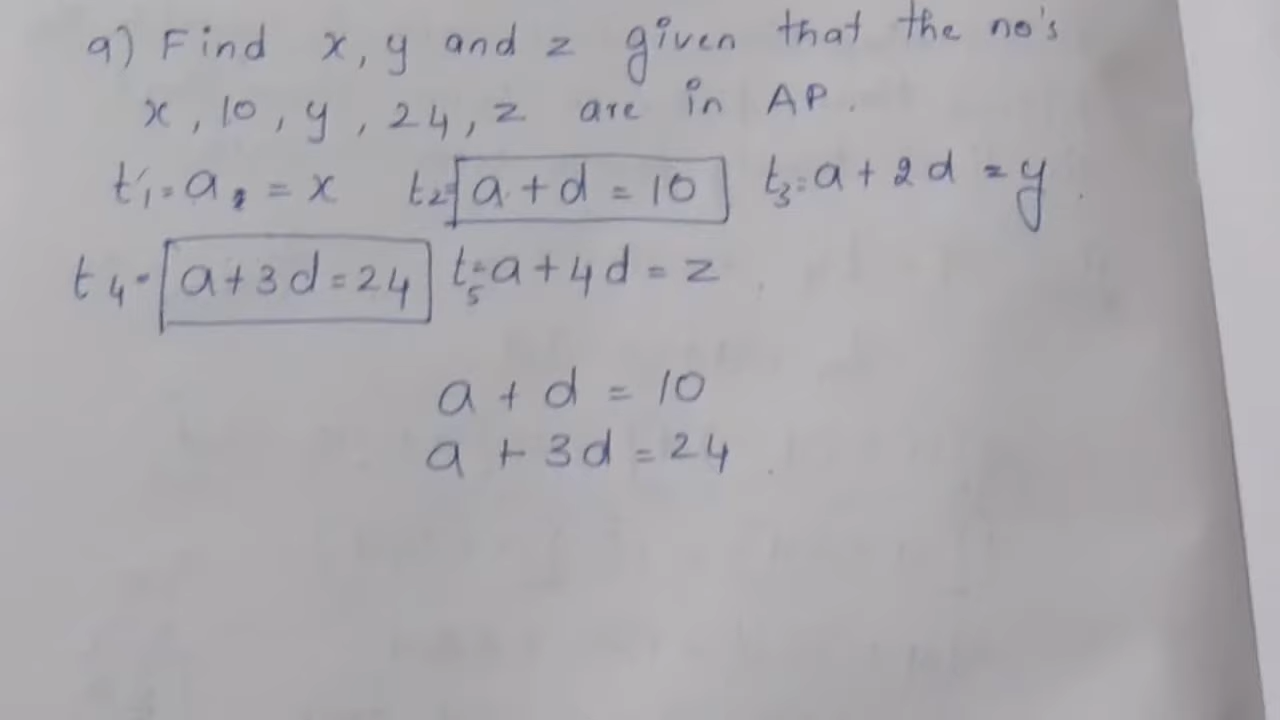 9) Find x, y and z given that the no's
x, 10, y, 24, z are in AP.
t₁ = a = x t₂ = a + d = 10 t₃ = a + 2d = y.
t₄ = a + 3d = 24 t₅ = a + 4d = z
a + d = 10
a + 3d = 24